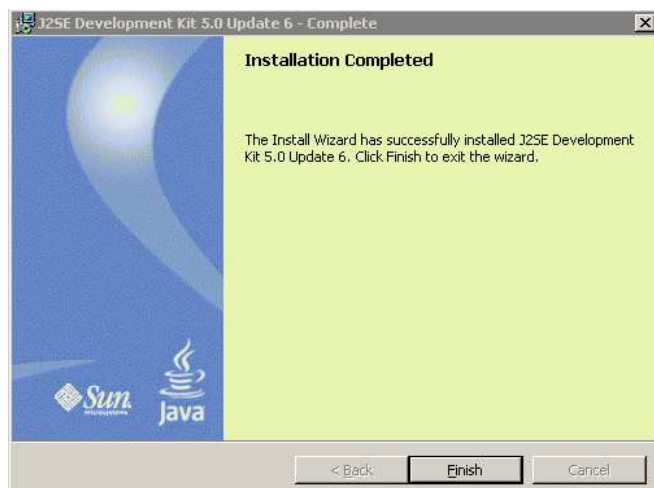 J2SE Development Kit 5.0 Update 6 - Complete
Installation Completed
The Install Wizard has successfully installed J2SE Development
Kit 5.0 Update 6. Click Finish to exit the wizard.
Sun
microsystems
Java
< Back
Finish
Cancel